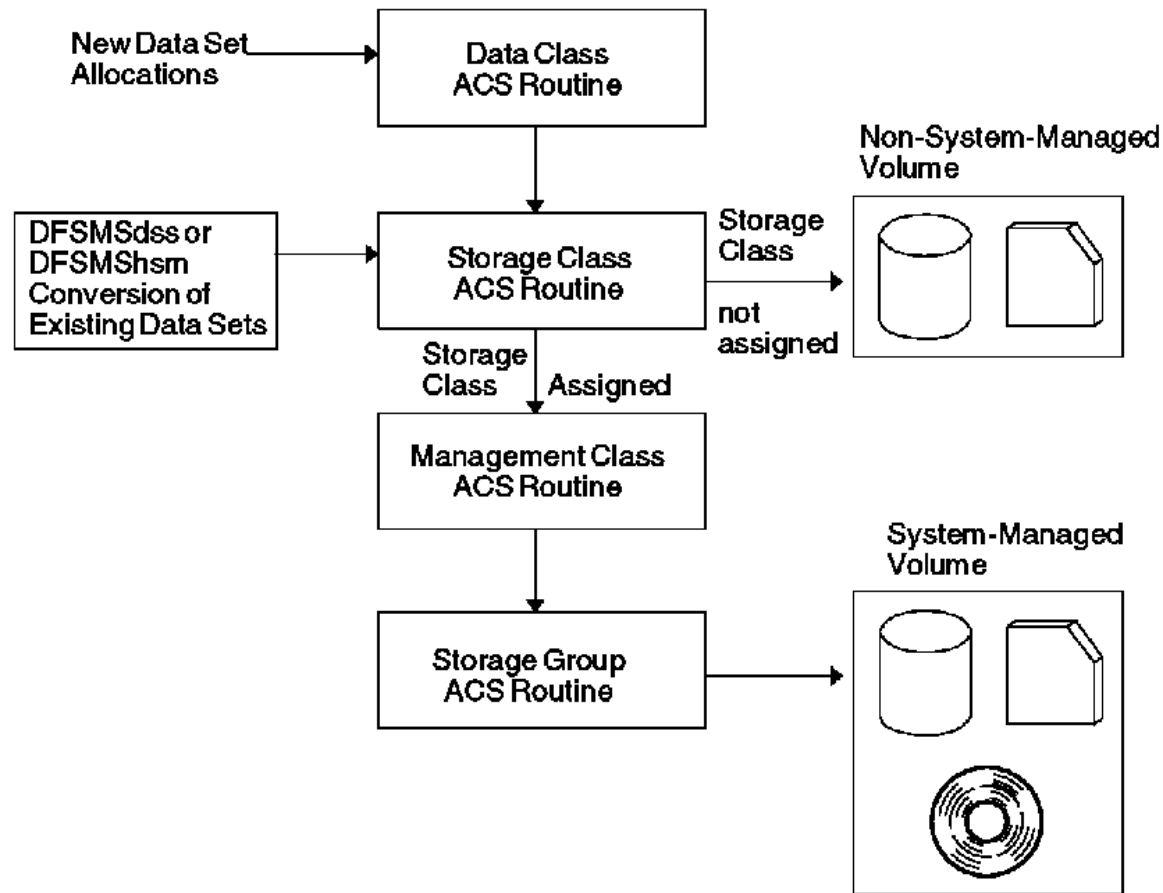 New Data Set
Allocations
Data Class
ACS Routine
Non-System-Managed
Volume
DFSMSdss or
DFSMShsm
Conversion of
Existing Data Sets
Storage Class
ACS Routine
Storage
Class
not
assigned
Storage
Class Assigned
Management Class
ACS Routine
System-Managed
Volume
Storage Group
ACS Routine